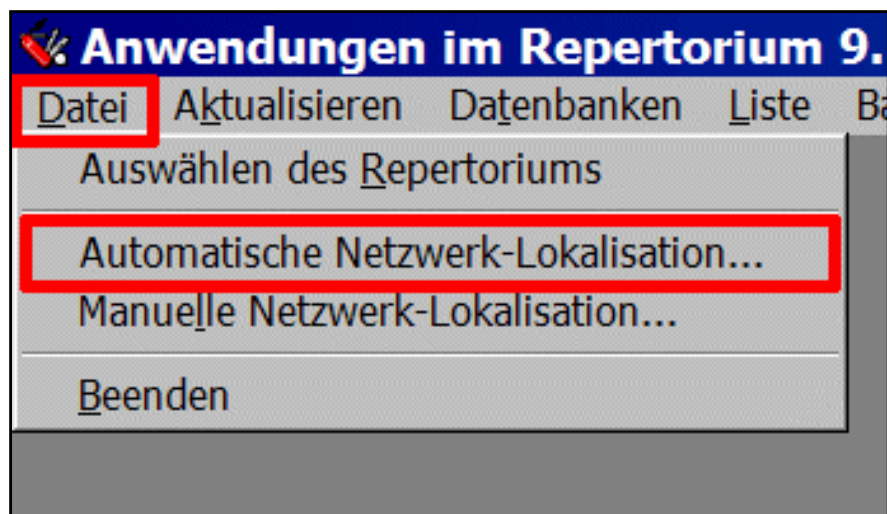 Anwendungen im Repertorium 9.
Datei Aktualisieren Datenbanken Liste
Auswählen des Repertoriums
Automatische Netzwerk-Lokalisation...
Manuelle Netzwerk-Lokalisation...
Beenden